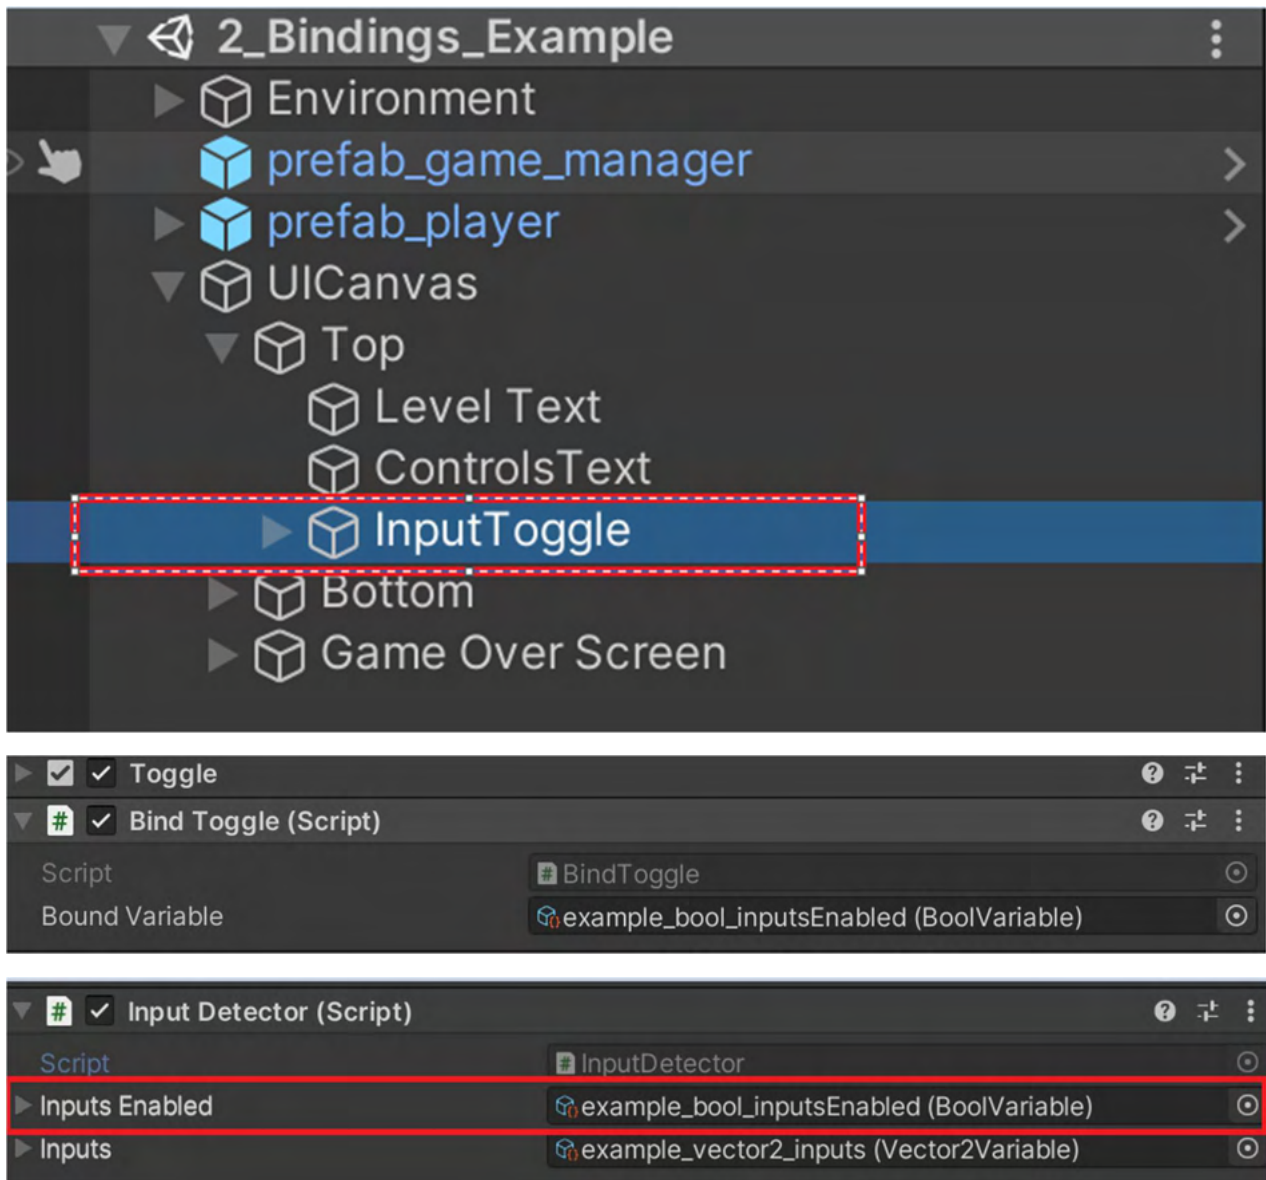 2_Bindings_Example
Environment
prefab_game_manager
prefab_player
UICanvas
Top
Level Text
ControlsText
InputToggle
Bottom
Game Over Screen
Toggle
# Bind Toggle (Script)
Script # BindToggle
Bound Variable example_bool_inputsEnabled (BoolVariable)
# Input Detector (Script)
Script # InputDetector
Inputs Enabled example_bool_inputsEnabled (BoolVariable)
Inputs example_vector2_inputs (Vector2Variable)